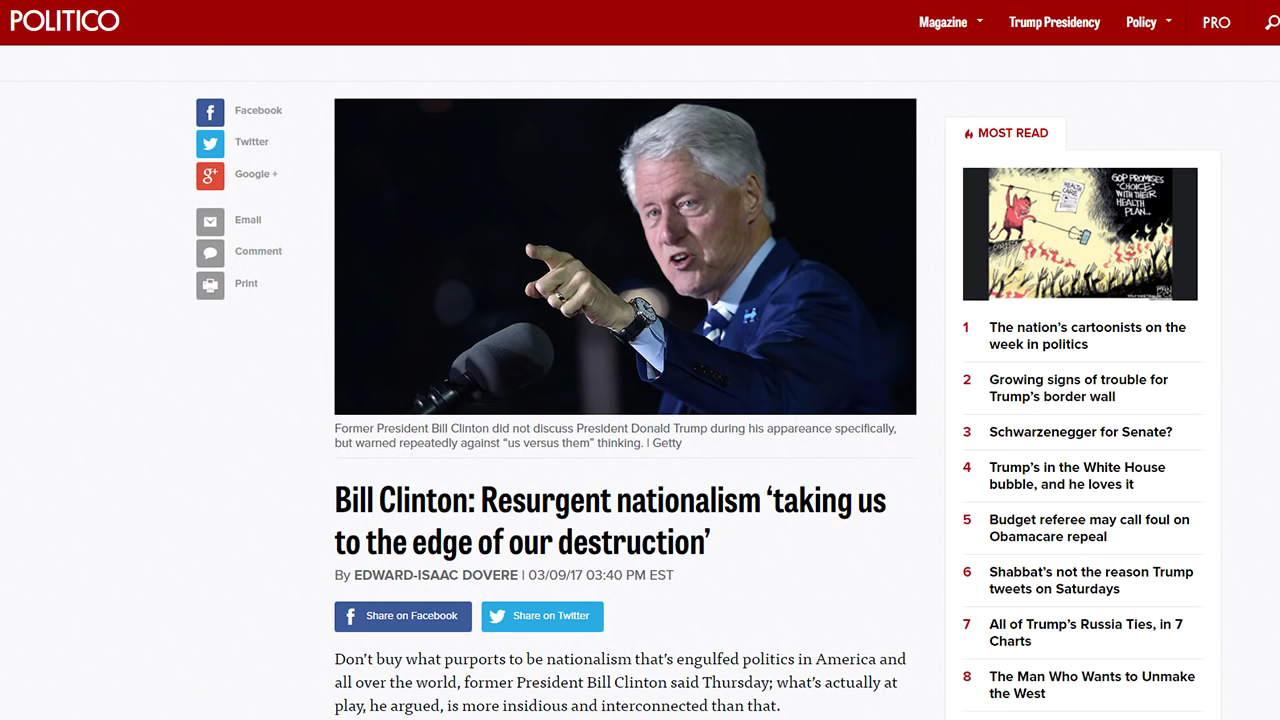 POLITICO
Magazine
Trump Presidency
Policy
PRO
Facebook
Twitter
Google +
Email
Comment
Print
Former President Bill Clinton did not discuss President Donald Trump during his appareance specifically,
but warned repeatedly against “us versus them” thinking. | Getty
Bill Clinton: Resurgent nationalism ‘taking us
to the edge of our destruction’
By EDWARD-ISAAC DOVERE | 03/09/17 03:40 PM EST
Share on Facebook
Share on Twitter
Don’t buy what purports to be nationalism that’s engulfed politics in America and
all over the world, former President Bill Clinton said Thursday; what’s actually at
play, he argued, is more insidious and interconnected than that.
MOST READ
HEALTH
CARE
GOP PROMISES
"CHOICE"
WITH THEIR
HEALTH
PLAN...
1 The nation’s cartoonists on the
week in politics
2 Growing signs of trouble for
Trump’s border wall
3 Schwarzenegger for Senate?
4 Trump’s in the White House
bubble, and he loves it
5 Budget referee may call foul on
Obamacare repeal
6 Shabbat’s not the reason Trump
tweets on Saturdays
7 All of Trump’s Russia Ties, in 7
Charts
8 The Man Who Wants to Unmake
the West